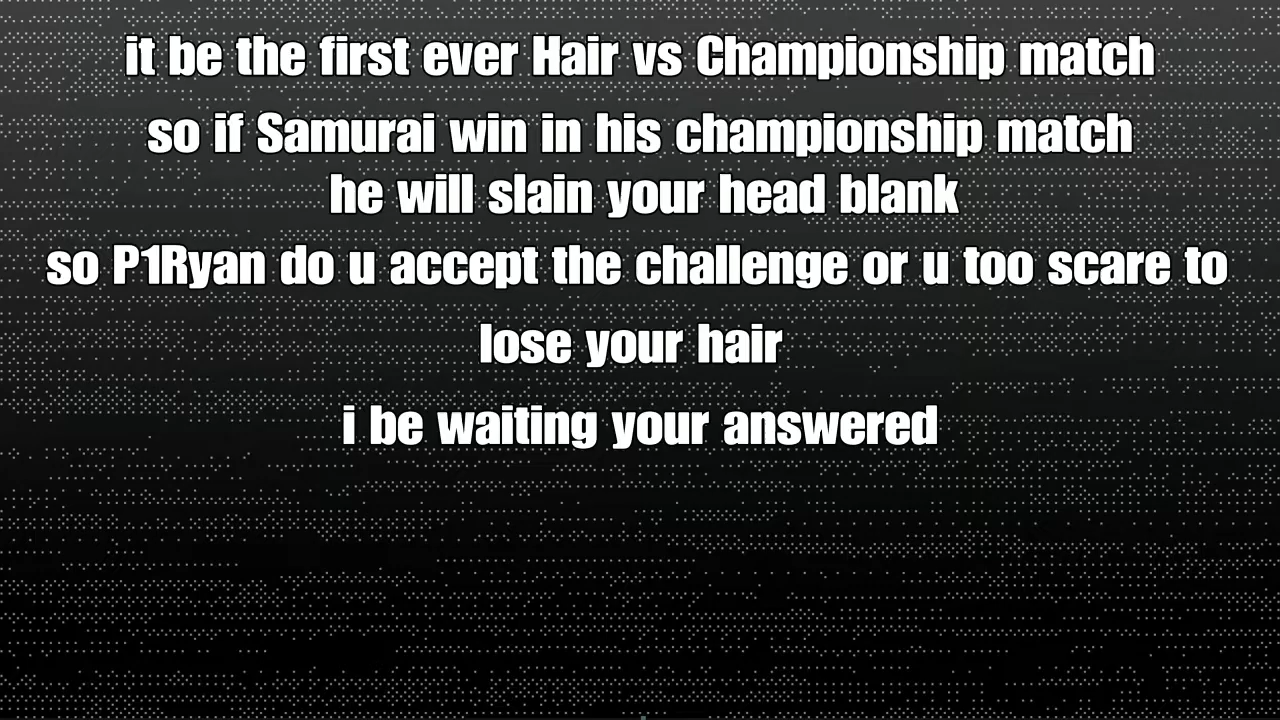 it be the first ever Hair vs Championship match
so if Samurai win in his championship match
he will slain your head blank
so P1Ryan do u accept the challenge or u too scare to
lose your hair
i be waiting your answered